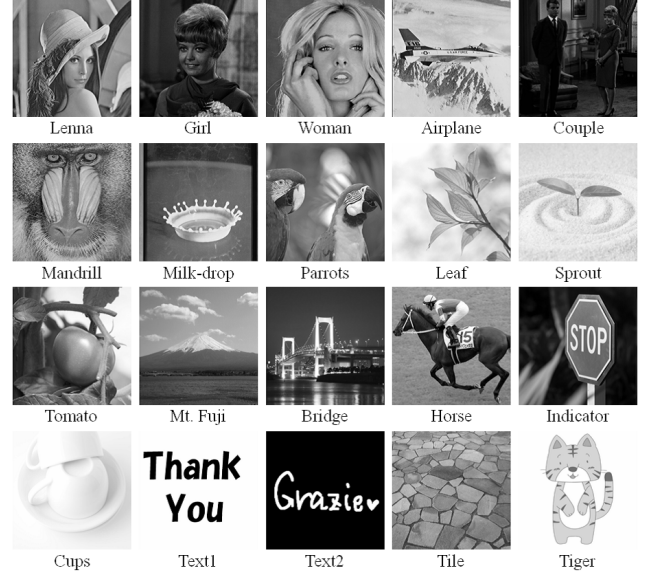 Lenna Girl Woman Airplane Couple
Mandrill Milk-drop Parrots Leaf Sprout
15
STOP
Tomato Mt. Fuji Bridge Horse Indicator
Thank
You
Grazie♥
Cups Text1 Text2 Tile Tiger